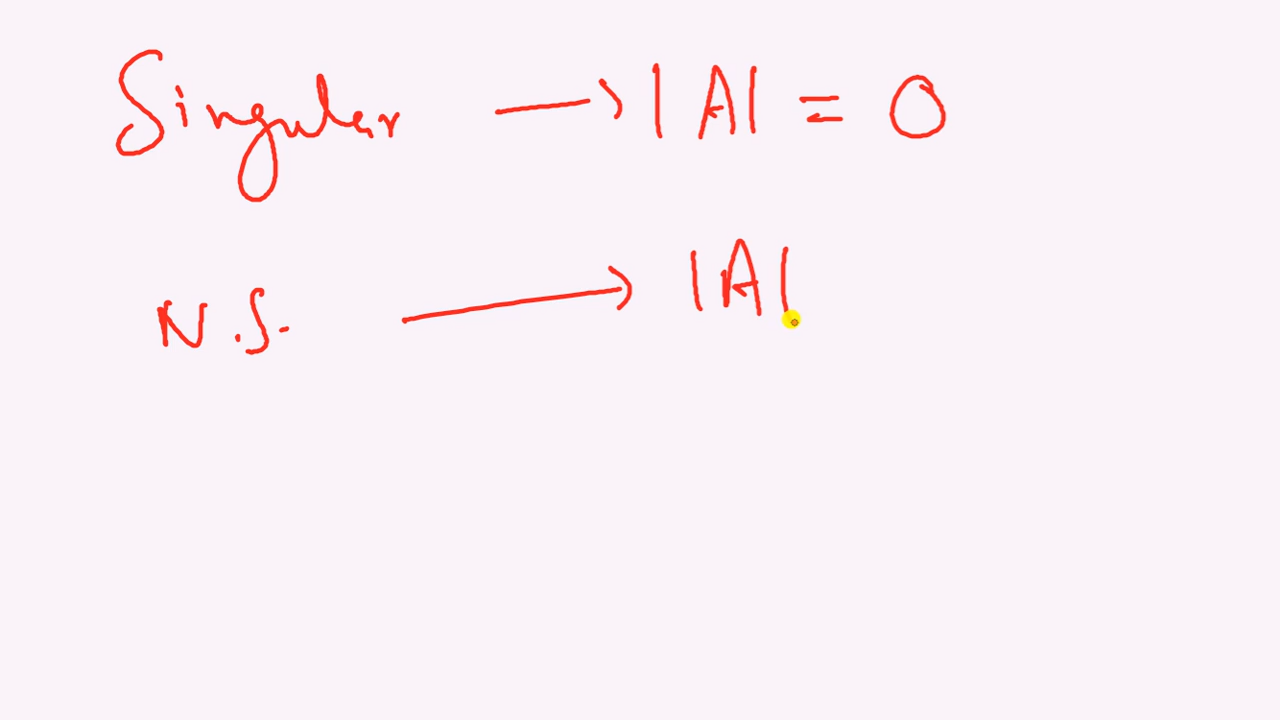 Singular → |A| = 0
N.S. → |A|